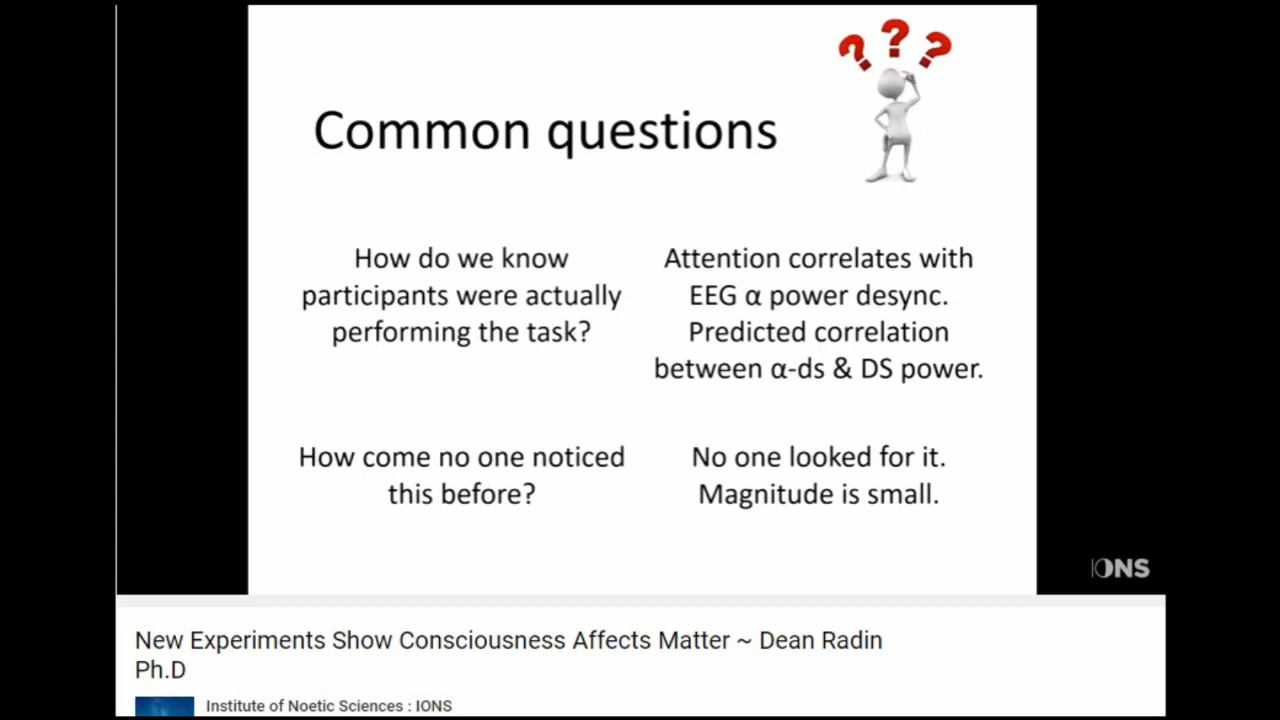 ? ? ?
Common questions
How do we know
participants were actually
performing the task?
Attention correlates with
EEG α power desync.
Predicted correlation
between α-ds & DS power.
How come no one noticed
this before?
No one looked for it.
Magnitude is small.
IONS
New Experiments Show Consciousness Affects Matter ~ Dean Radin
Ph.D
Institute of Noetic Sciences : IONS